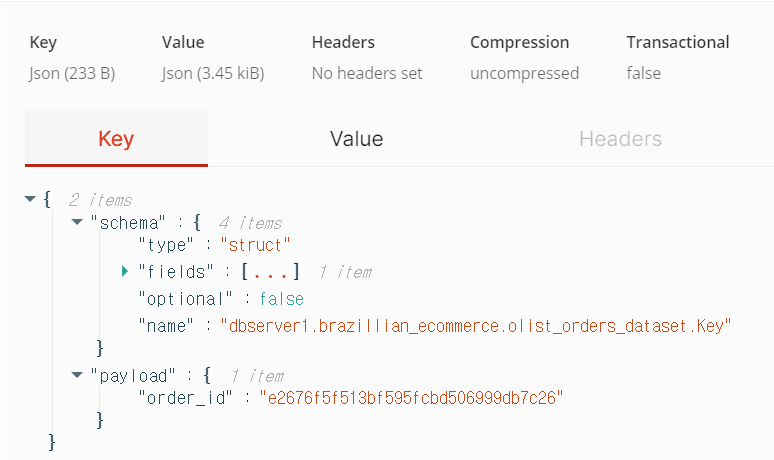 Key Value Headers Compression Transactional
Json (233 B) Json (3.45 kiB) No headers set uncompressed false
Key Value Headers
{ 2 items
"schema" : { 4 items
"type" : "struct"
"fields" : [...] 1 item
"optional" : false
"name" : "dbserver1.brazillian_ecommerce.olist_orders_dataset.Key"
}
"payload" : { 1 item
"order_id" : "e2676f5f513bf595fcbd506999db7c26"
}
}